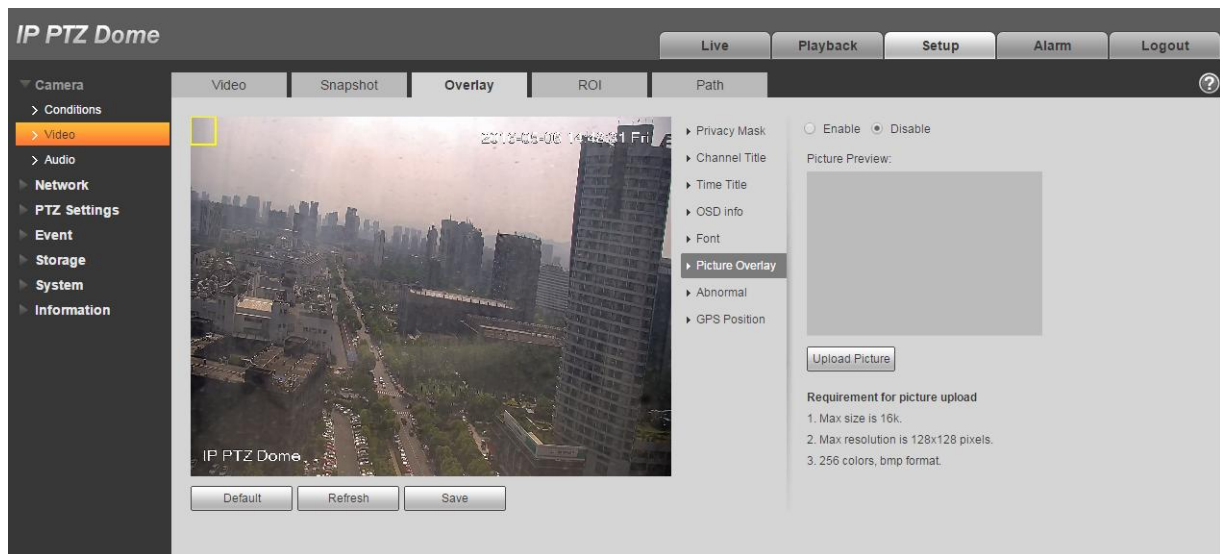 IP PTZ Dome
Live
Playback
Setup
Alarm
Logout
Camera
Conditions
Video
Audio
Network
PTZ Settings
Event
Storage
System
Information
Video
Snapshot
Overlay
ROI
Path
?
Fri
IP PTZ Dome
Default
Refresh
Save
Privacy Mask
Channel Title
Time Title
OSD info
Font
Picture Overlay
Abnormal
GPS Position
Enable
Disable
Picture Preview:
Upload Picture
Requirement for picture upload
1. Max size is 16k.
2. Max resolution is 128x128 pixels.
3. 256 colors, bmp format.